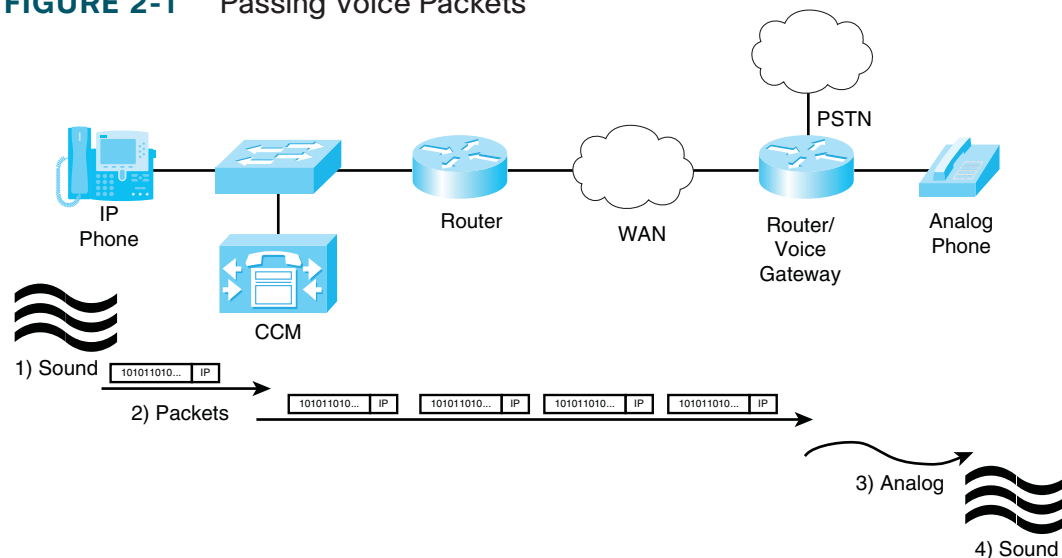 FIGURE 2-1 Passing Voice Packets
PSTN
IP
Phone
Router
WAN
Router/
Voice
Gateway
Analog
Phone
CCM
1) Sound
101011010... IP
2) Packets
101011010... IP
101011010... IP
101011010... IP
101011010... IP
3) Analog
4) Sound